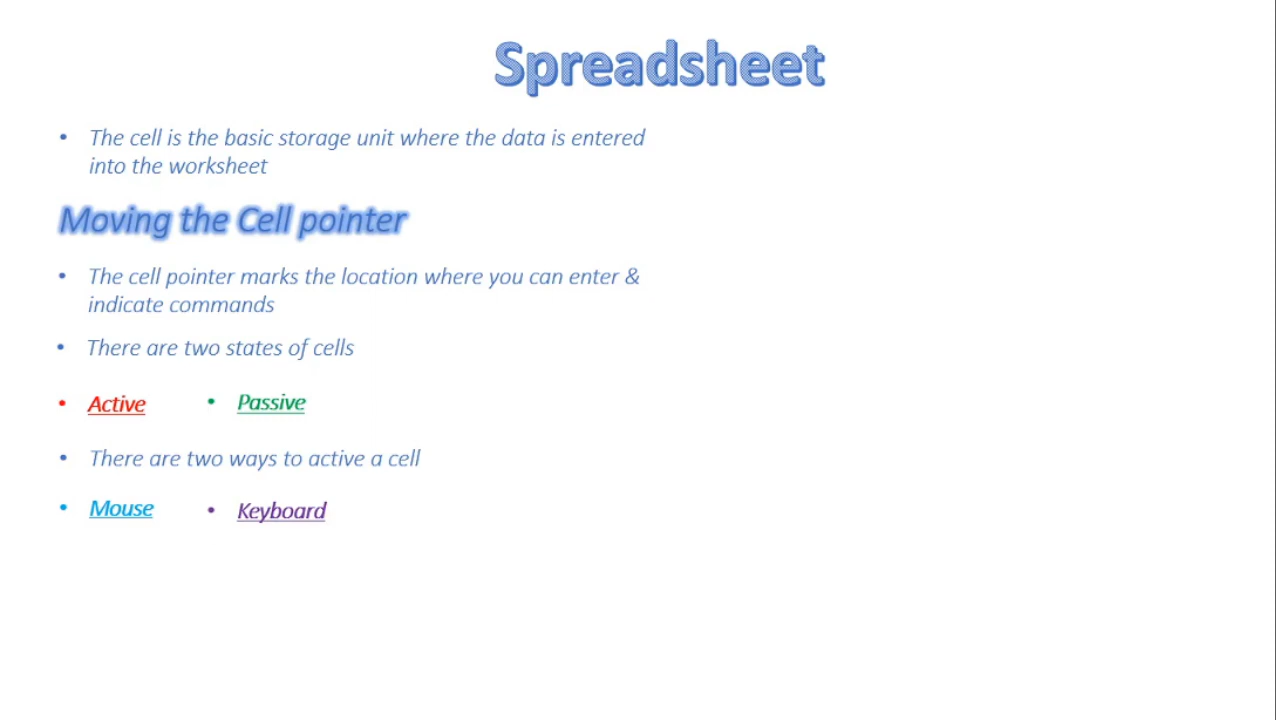 Spreadsheet
• The cell is the basic storage unit where the data is entered
into the worksheet
Moving the Cell pointer
• The cell pointer marks the location where you can enter &
indicate commands
• There are two states of cells
• Active • Passive
• There are two ways to active a cell
• Mouse • Keyboard